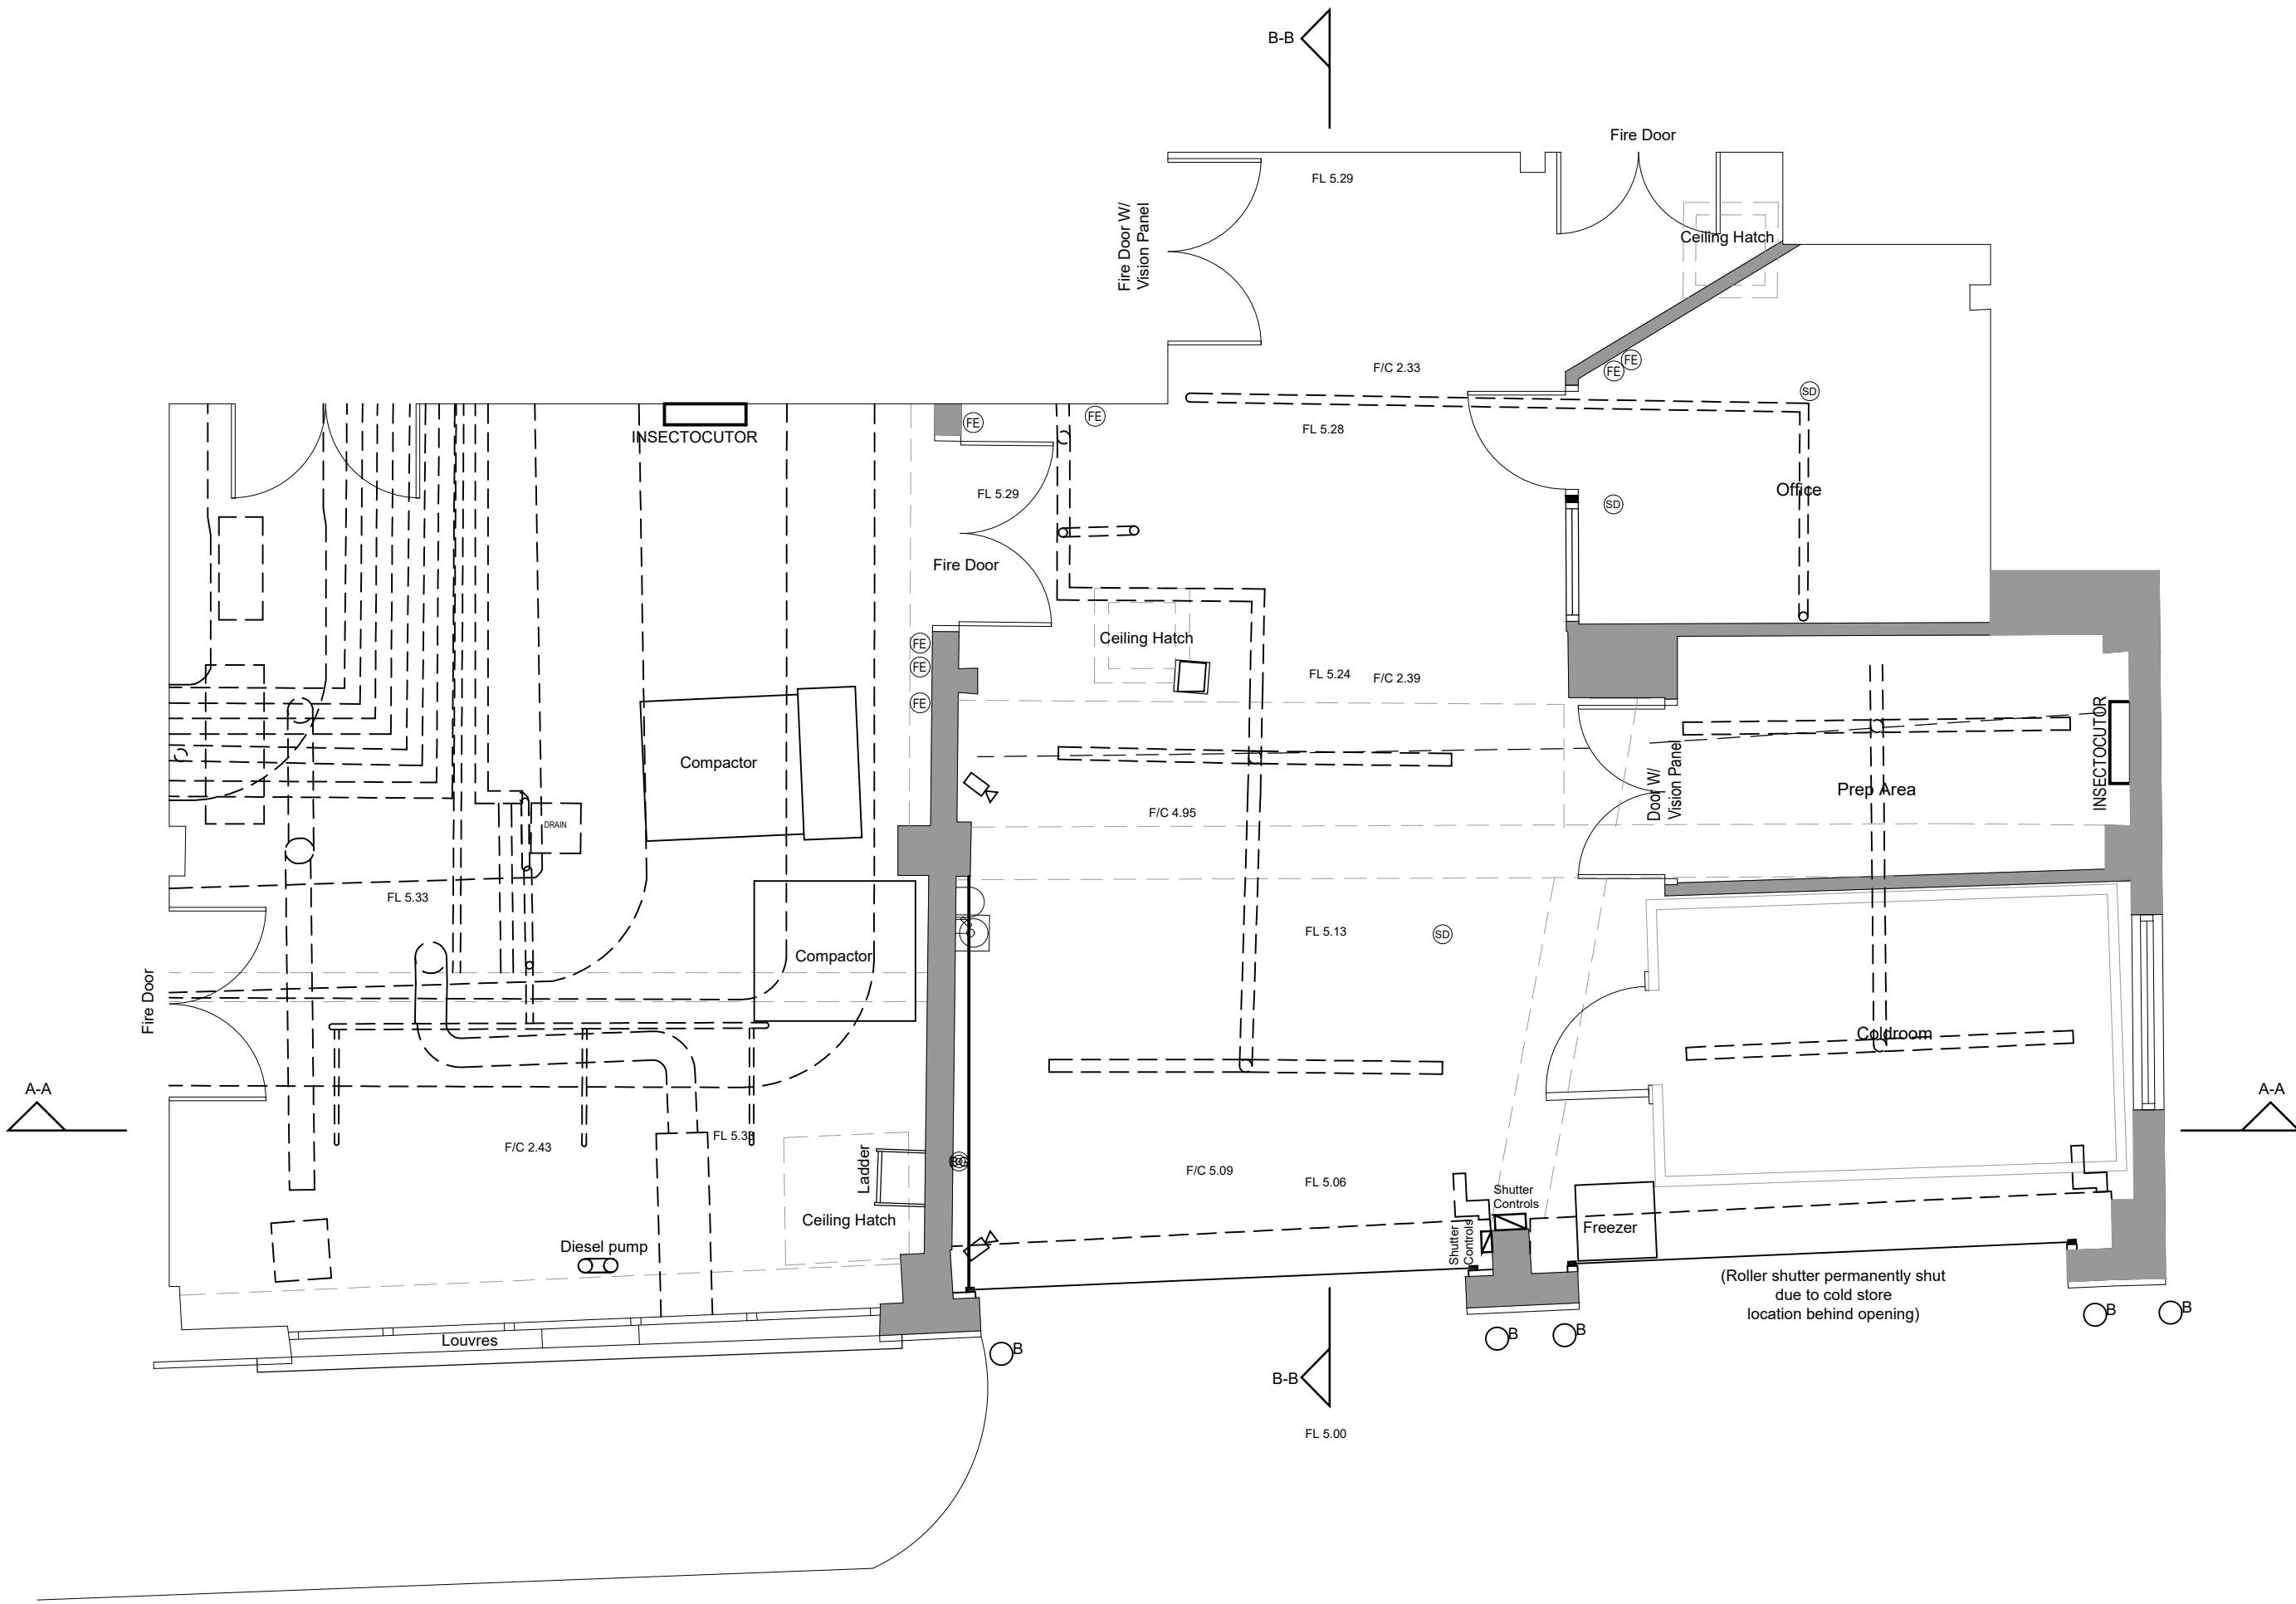 B-B
Fire Door
FL 5.29
Fire Door W/
Vision Panel
Ceiling Hatch
F/C 2.33
FE
FE
SD
FE
FE
FL 5.28
INSECTOCUTOR
FL 5.29
Office
SD
Fire Door
Ceiling Hatch
FE
FE
FE
FL 5.24
F/C 2.39
Compactor
Door W/
Vision Panel
Prep Area
INSECTOCUTOR
F/C 4.95
DRAIN
FL 5.33
Compactor
FL 5.13
SD
Fire Door
Coldroom
A-A
A-A
F/C 2.43
FL 5.33
Ladder
F/C 5.09
FL 5.06
Shutter
Controls
Shutter
Controls
Freezer
Ceiling Hatch
Diesel pump
(Roller shutter permanently shut
due to cold store
location behind opening)
Louvres
B
B
B
B
B
B-B
FL 5.00